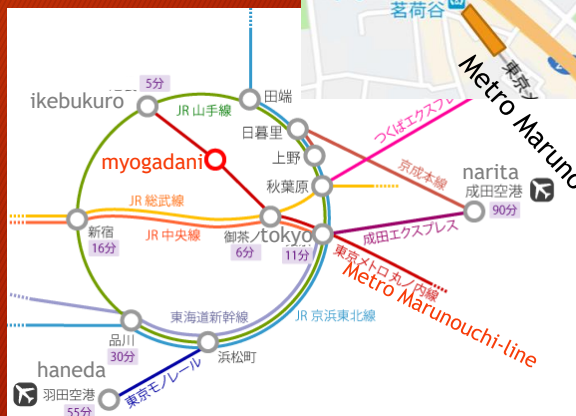 茗荷谷
Metro Maruno
東京メ
5分
ikebukuro
JR 山手線
田端
つくばエクスプレ
日暮里
myogadani
上野
京成本線
narita
秋葉原
成田空港
90分
JR 総武線
JR 中央線
新宿
16分
御茶ノ
6分
tokyo
11分
成田エクスプレス
東京メトロ 丸ノ内線
Metro Marunouchi-line
東海道新幹線
JR 京浜東北線
品川
30分
浜松町
haneda
羽田空港
55分
東京モノレール